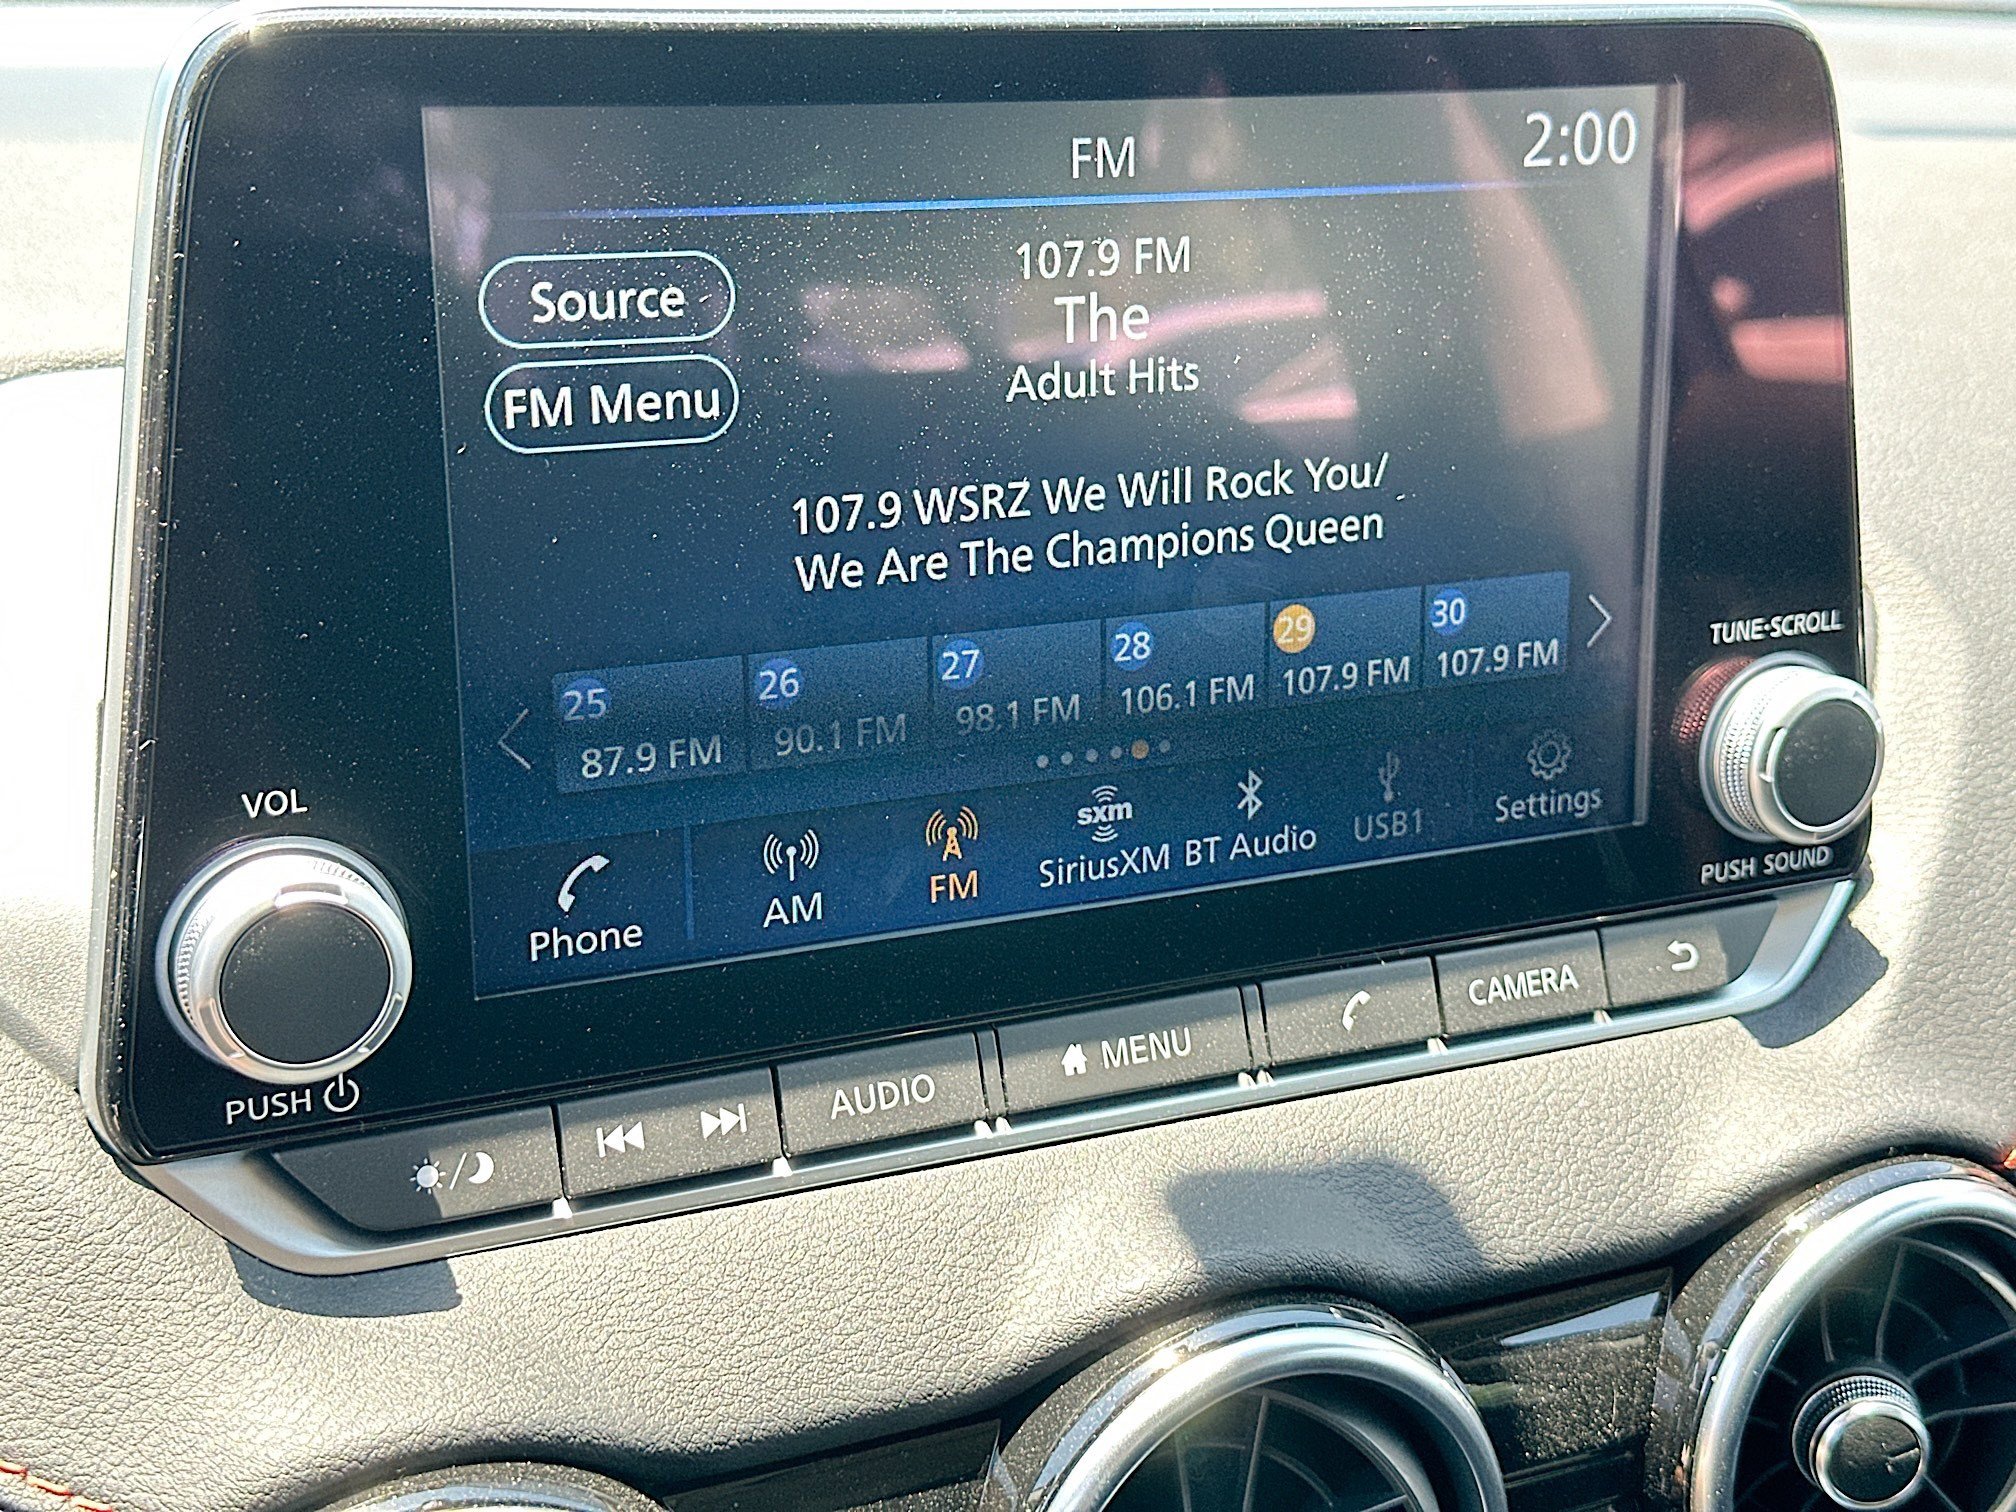 FM
2:00
Source
FM Menu
107.9 FM
The
Adult Hits
107.9 WSRZ We Will Rock You/
We Are The Champions Queen
25
87.9 FM
26
90.1 FM
27
98.1 FM
28
106.1 FM
29
107.9 FM
30
107.9 FM
Phone
AM
FM
sxm
SiriusXM
BT Audio
USB1
Settings
VOL
PUSH
TUNE•SCROLL
PUSH SOUND
AUDIO
MENU
CAMERA